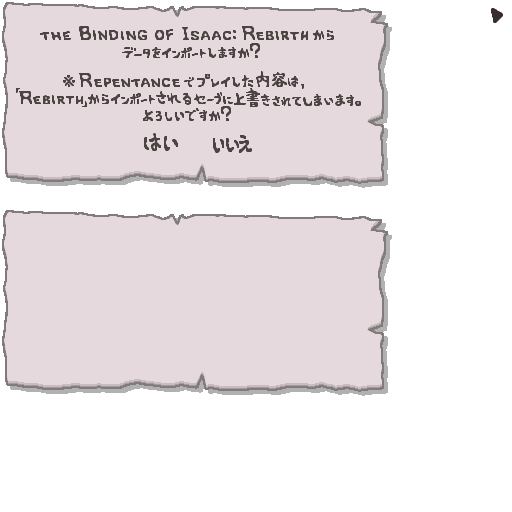 THE BINDING OF ISAAC: REBIRTH から
データをインポートしますか?
※ REPENTANCE でプレイした内容は,
「REBIRTH」からインポートされるセーブに上書きされてしまいます。
よろしいですか?
はい いいえ